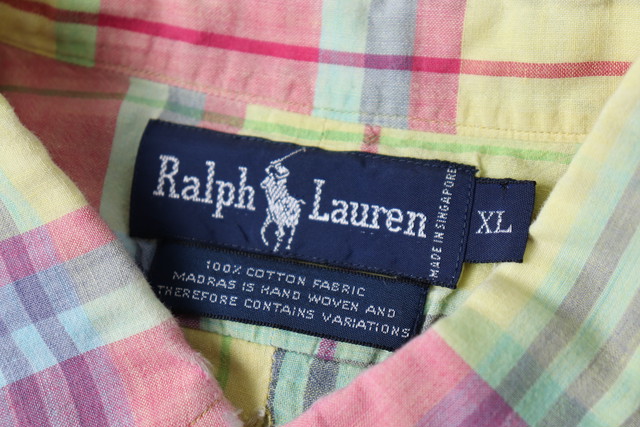 Ralph Lauren
MADE IN SINGAPORE
XL
100% COTTON FABRIC
MADRAS IS HAND WOVEN AND
THEREFORE CONTAINS VARIATIONS